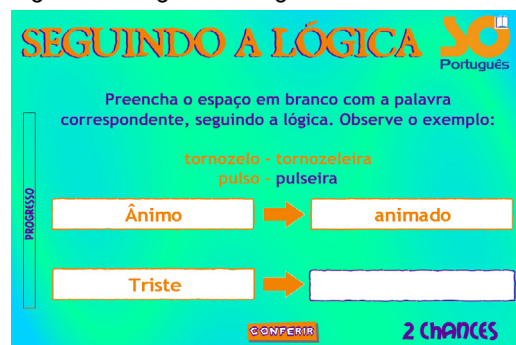 SEGUINDO A LÓGICA
SÓ
Português
Preencha o espaço em branco com a palavra
correspondente, seguindo a lógica. Observe o exemplo:
tornozelo - tornozeleira
pulso - pulseira
PROGRESSO
Ânimo
animado
Triste
CONFERIR
2 CHANCES